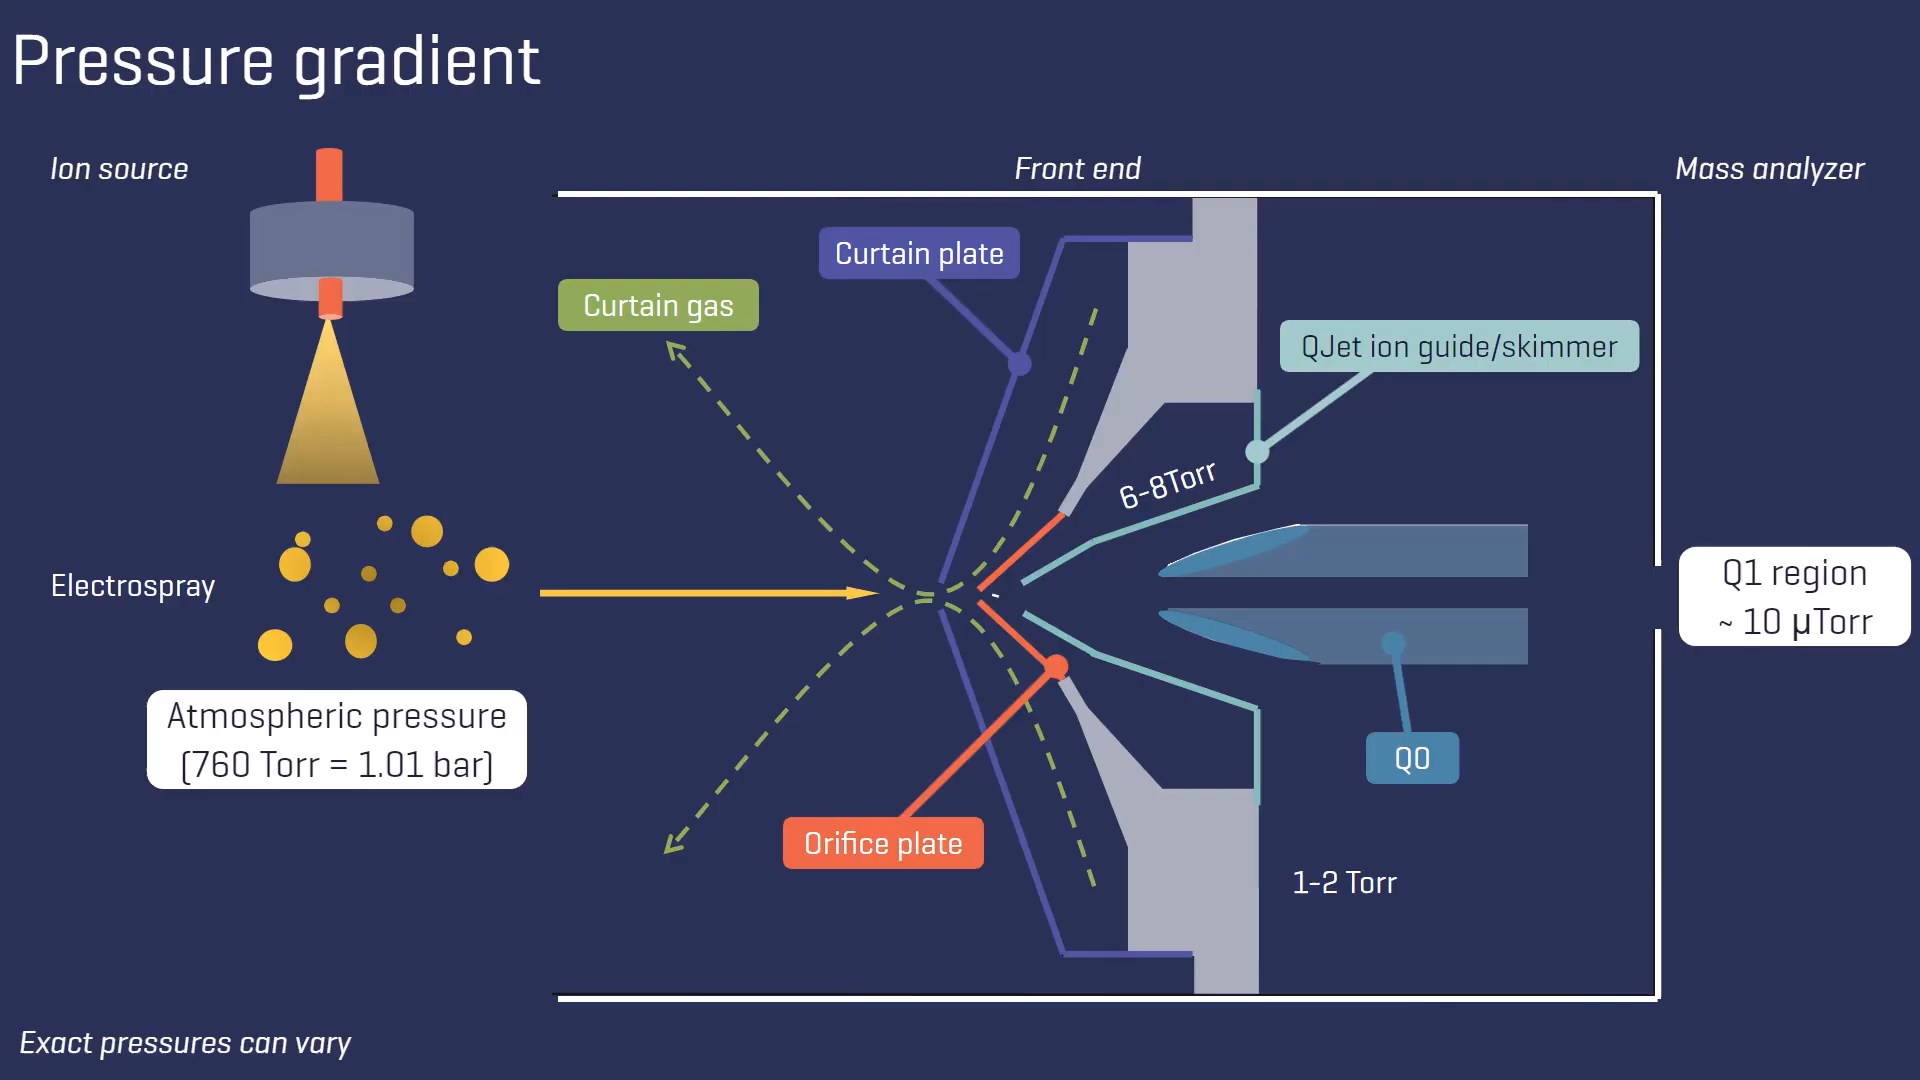 Pressure gradient
Ion source
Front end
Mass analyzer
Curtain plate
Curtain gas
QJet ion guide/skimmer
6-8Torr
Electrospray
Q1 region
~ 10 µTorr
Atmospheric pressure
(760 Torr = 1.01 bar)
Q0
Orifice plate
1-2 Torr
Exact pressures can vary